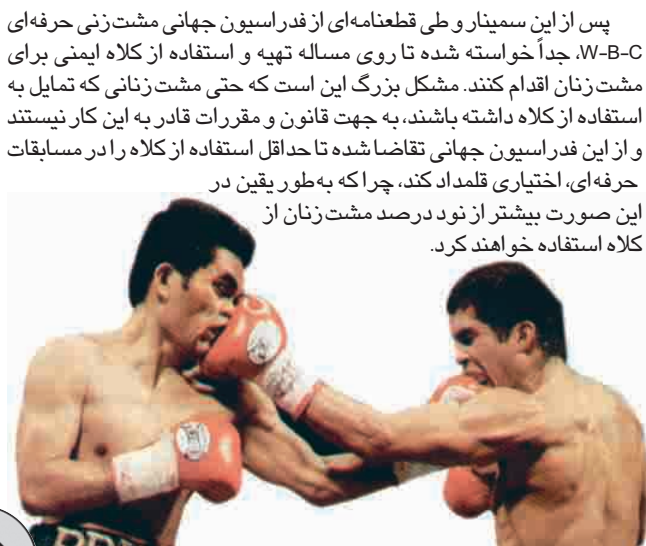 پس از این سمینار و طی قطعنامه‌ای از فدراسیون جهانی مشت‌زنی حرفه‌ای
W-B-C، جداً خواسته شده تا روی مساله تهیه و استفاده از کلاه ایمنی برای
مشت‌زنان اقدام کنند. مشکل بزرگ این است که حتی مشت‌زنانی که تمایل به
استفاده از کلاه داشته باشند، به جهت قانون و مقررات قادر به این کار نیستند
و از این فدراسیون جهانی تقاضا شده تا حداقل استفاده از کلاه را در مسابقات
حرفه‌ای، اختیاری قلمداد کند، چرا که به‌طور یقین در
این صورت بیشتر از نود درصد مشت‌زنان از
کلاه استفاده خواهند کرد.